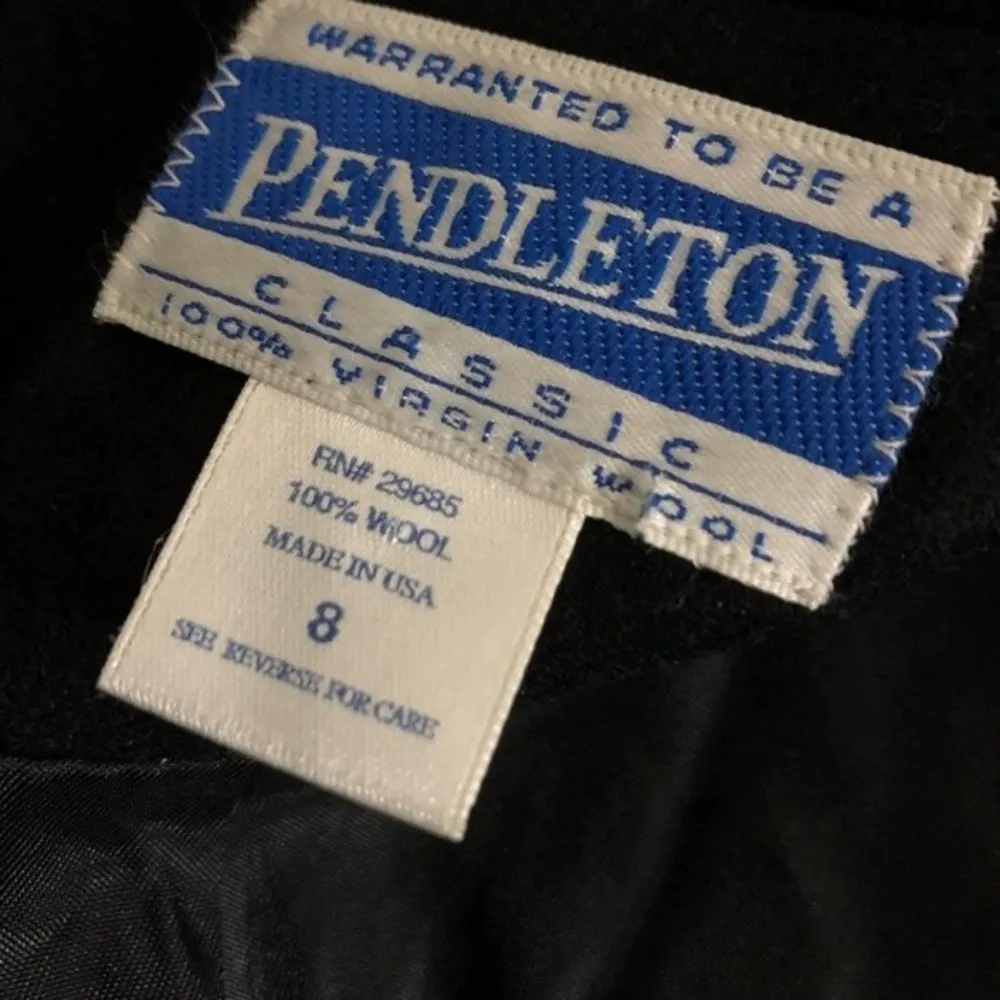 WARRANTED TO BE A
PENDLETON
CLASSIC
100% VIRGIN WOOL
RN# 29685
100% WOOL
MADE IN USA
8
SEE REVERSE FOR CARE